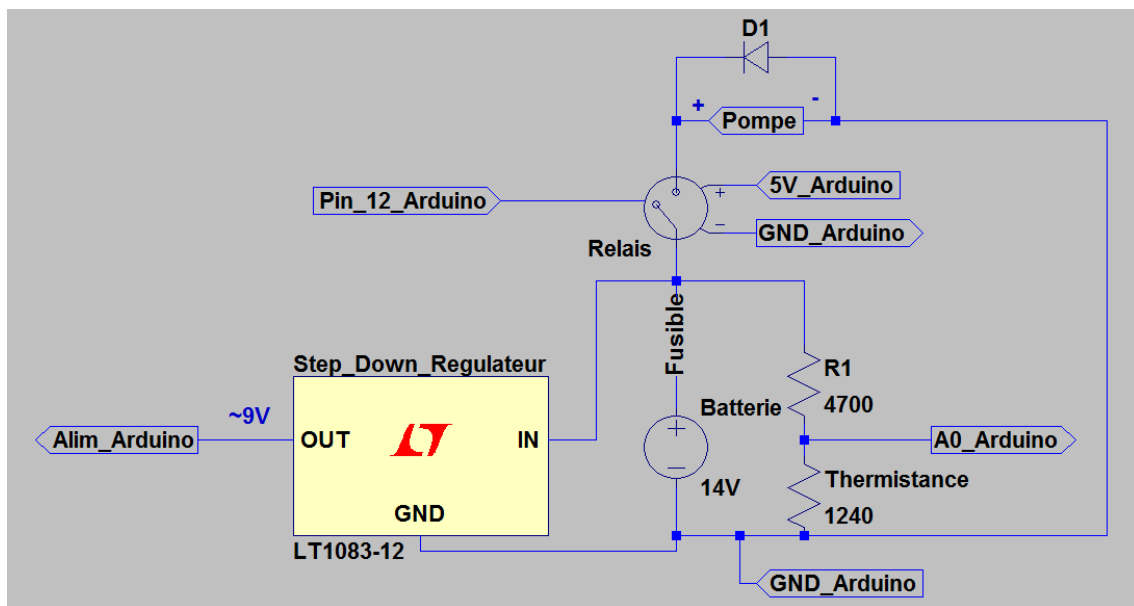 D1
+ -
Pompe
Pin_12_Arduino
+ 5V_Arduino
- GND_Arduino
Relais
Fusible
Step_Down_Regulateur
R1
4700
~9V
Batterie
Alim_Arduino
OUT
IN
+
-
A0_Arduino
14V
Thermistance
1240
GND
LT1083-12
GND_Arduino